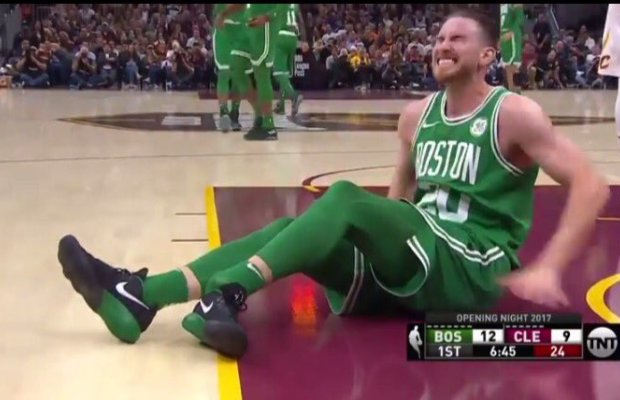 BOSTON
20
OPENING NIGHT 2017
BOS 12 CLE 9
1ST 6:45 24
TNT